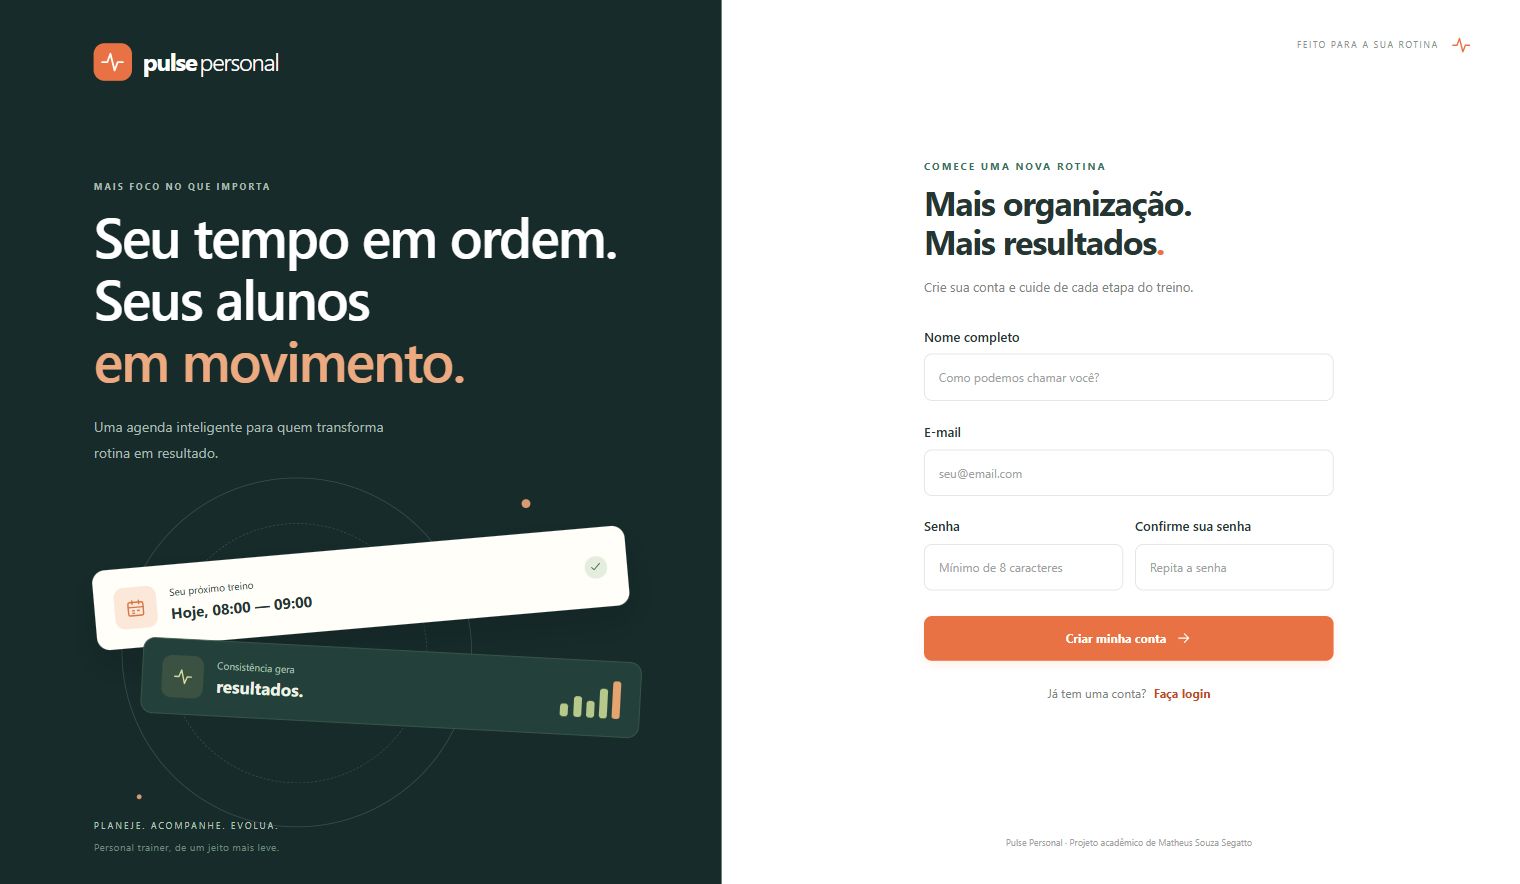 pulse personal
MAIS FOCO NO QUE IMPORTA
Seu tempo em ordem.
Seus alunos
em movimento.
Uma agenda inteligente para quem transforma
rotina em resultado.
Seu próximo treino
Hoje, 08:00 — 09:00
Consistência gera
resultados.
PLANEJE. ACOMPANHE. EVOLUA.
Personal trainer, de um jeito mais leve.
FEITO PARA A SUA ROTINA
COMECE UMA NOVA ROTINA
Mais organização.
Mais resultados.
Crie sua conta e cuide de cada etapa do treino.
Nome completo
Como podemos chamar você?
E-mail
seu@email.com
Senha Confirme sua senha
Mínimo de 8 caracteres Repita a senha
Criar minha conta →
Já tem uma conta? Faça login
Pulse Personal · Projeto acadêmico de Matheus Souza Segatto